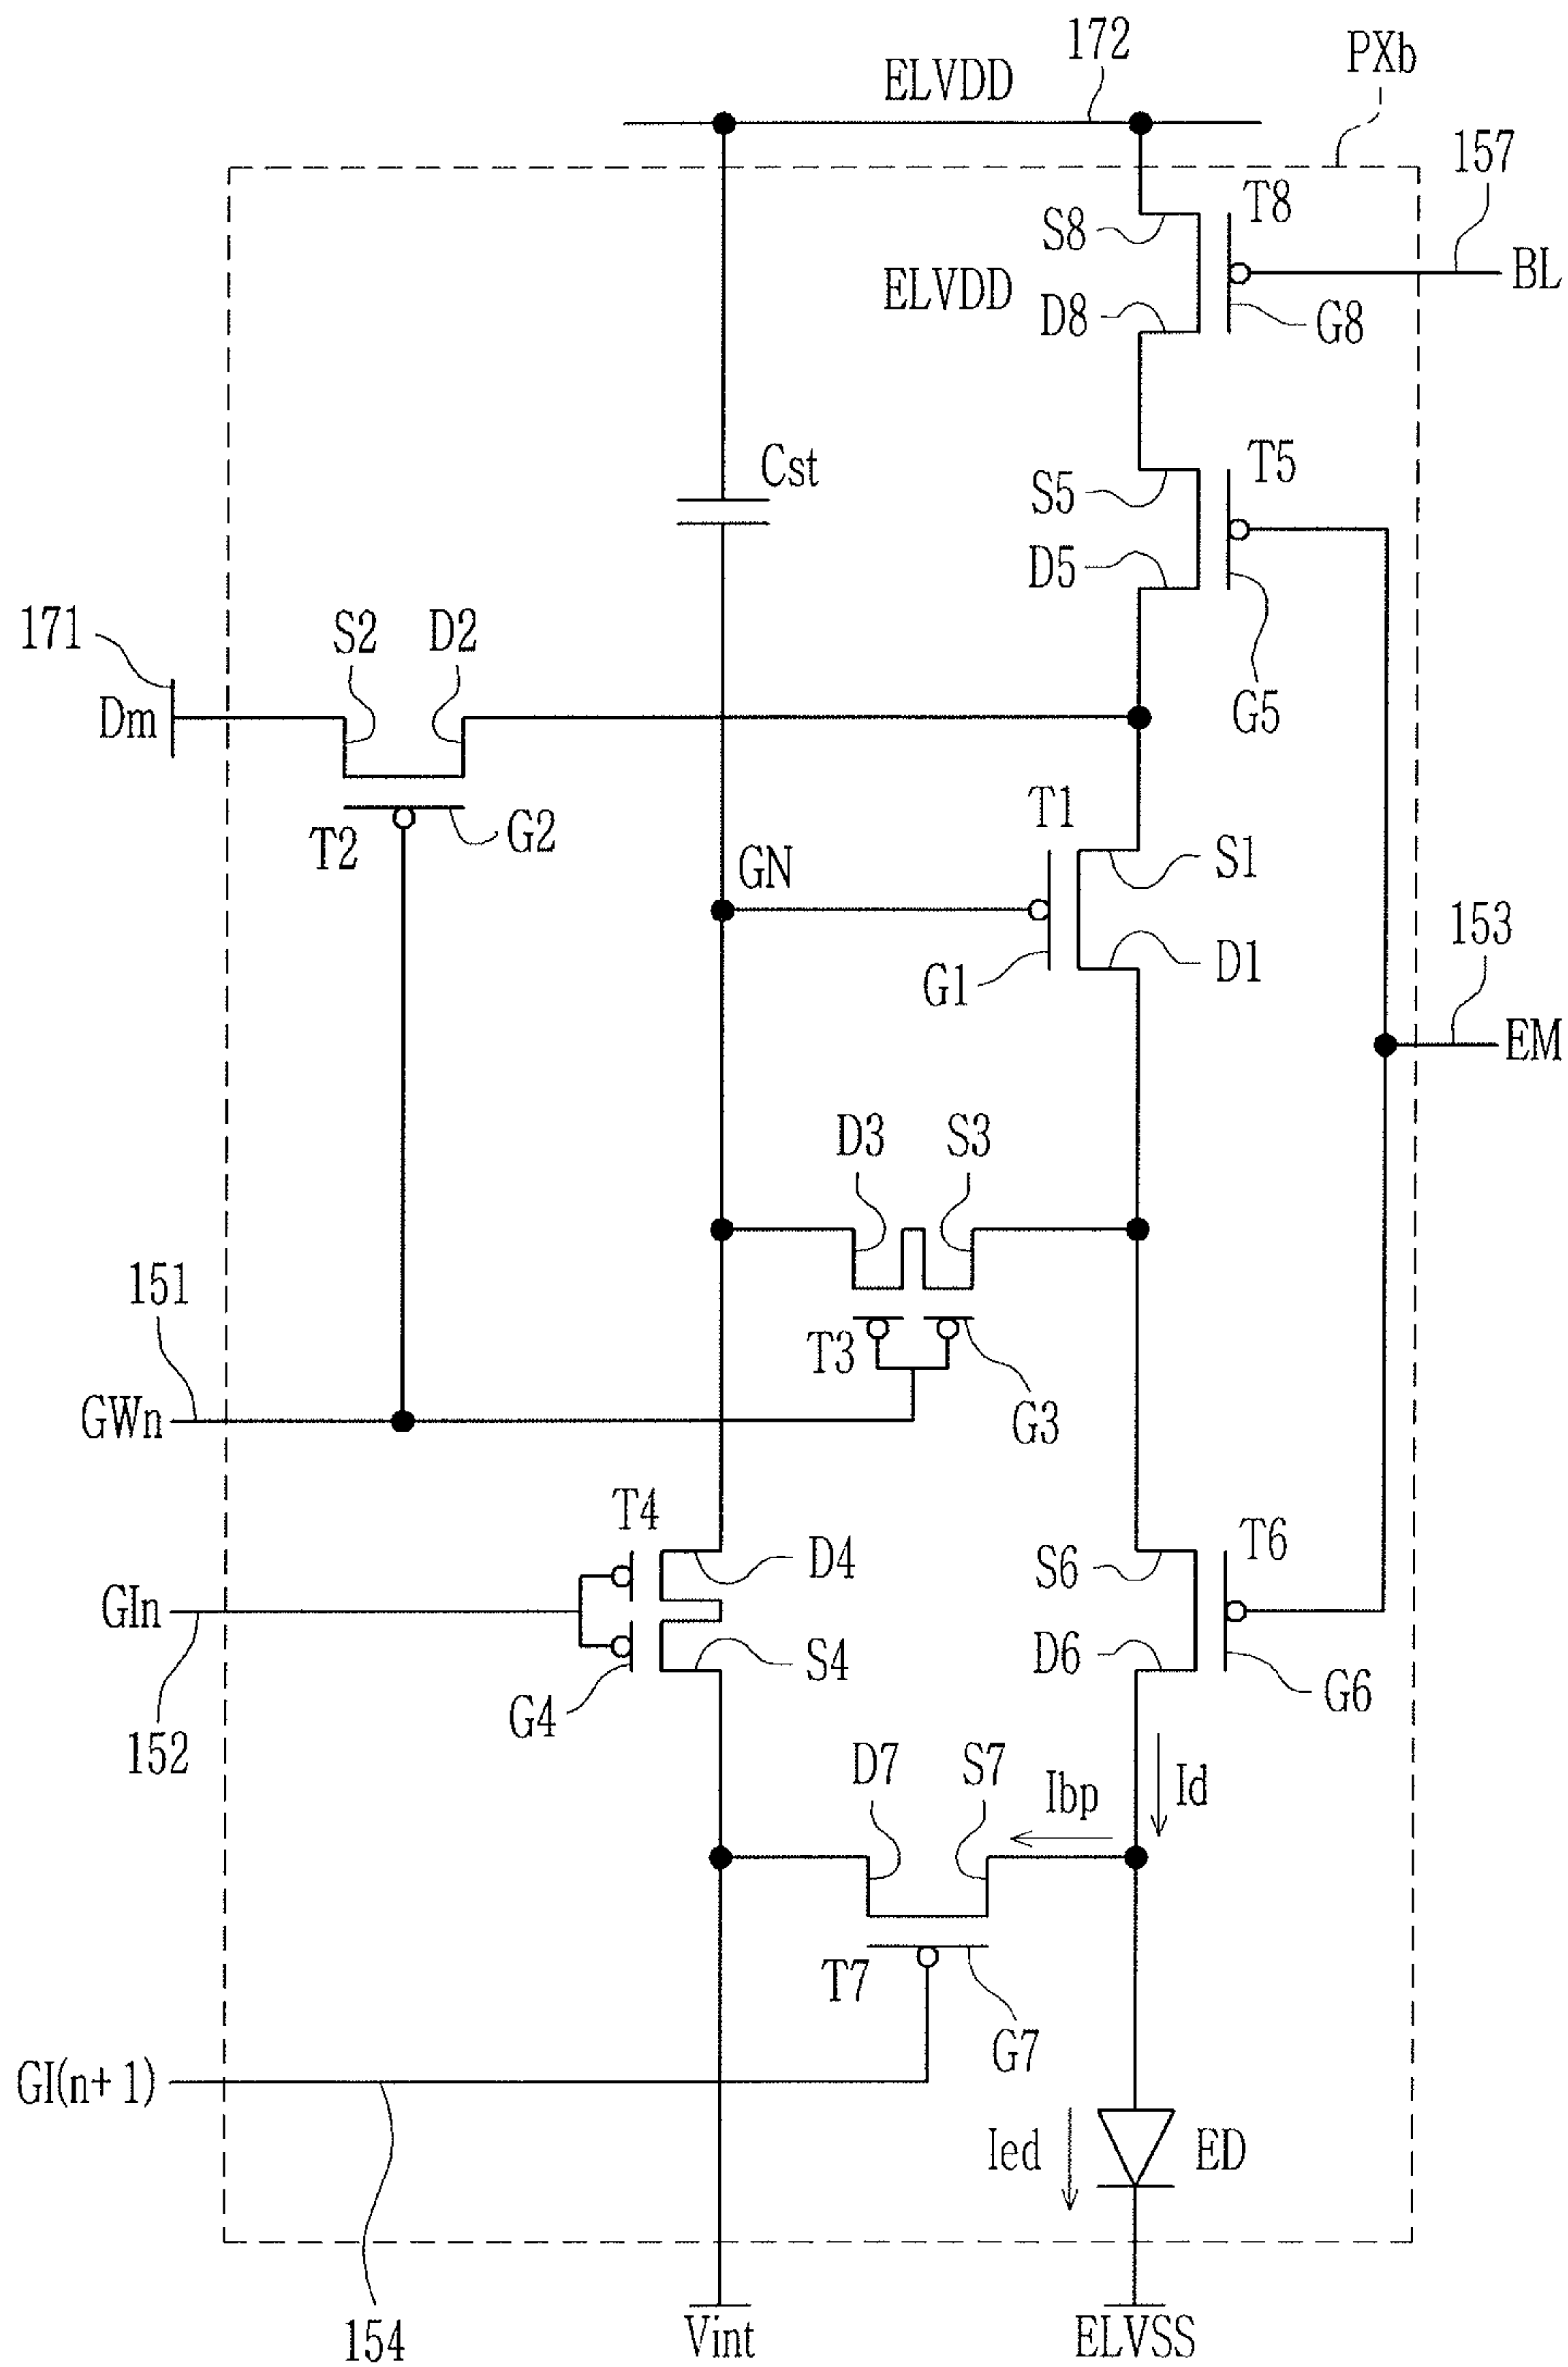 172
PXb
ELVDD
157
T8
S8
BL
ELVDD
D8
G8
Cst
T5
S5
D5
171
S2
D2
Dm
G5
T1
T2
G2
GN
S1
153
G1
D1
EM
D3
S3
151
T3
GWn
G3
T4
T6
D4
S6
GIn
S4
D6
G4
G6
152
D7
S7
Ibp
Id
T7
G7
GI(n+1)
Ied
ED
154
Vint
ELVSS